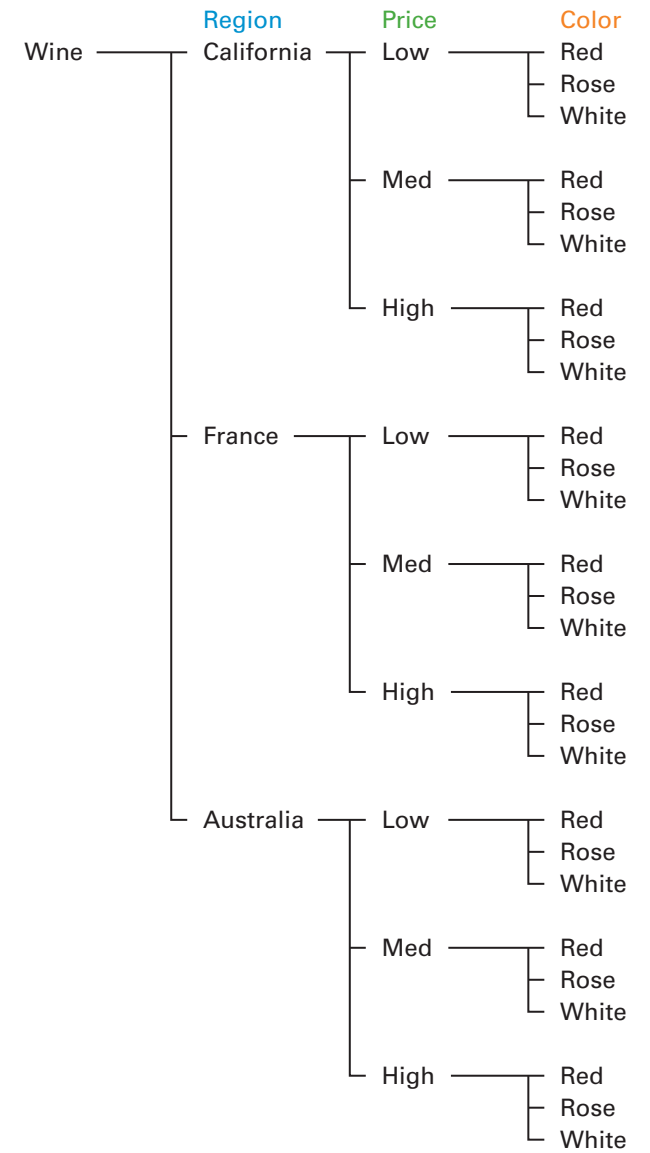 Region Price Color
Wine California Low Red
Rose
White
Med Red
Rose
White
High Red
Rose
White
France Low Red
Rose
White
Med Red
Rose
White
High Red
Rose
White
Australia Low Red
Rose
White
Med Red
Rose
White
High Red
Rose
White